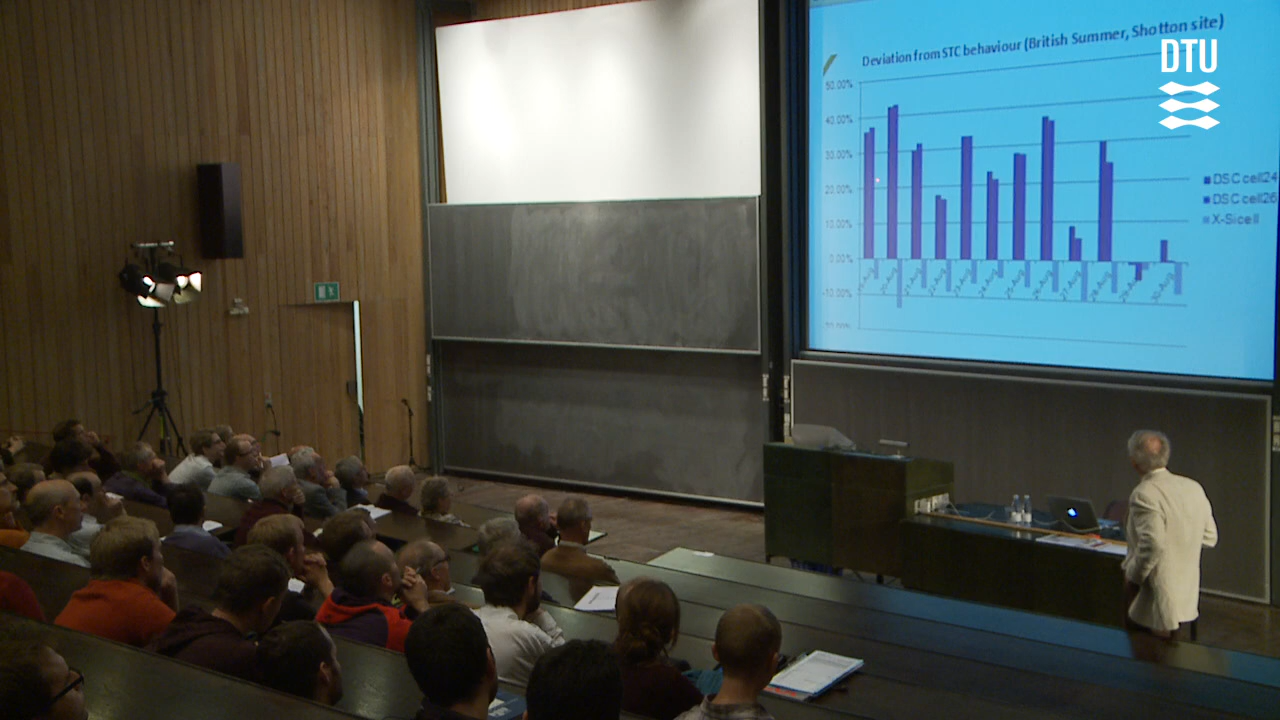 Deviation from STC behaviour (British Summer, Shotton site)
DTU
50.00%
40.00%
30.00%
20.00%
10.00%
0.00%
-10.00%
DSC cell24
DSC cell26
X-Si cell